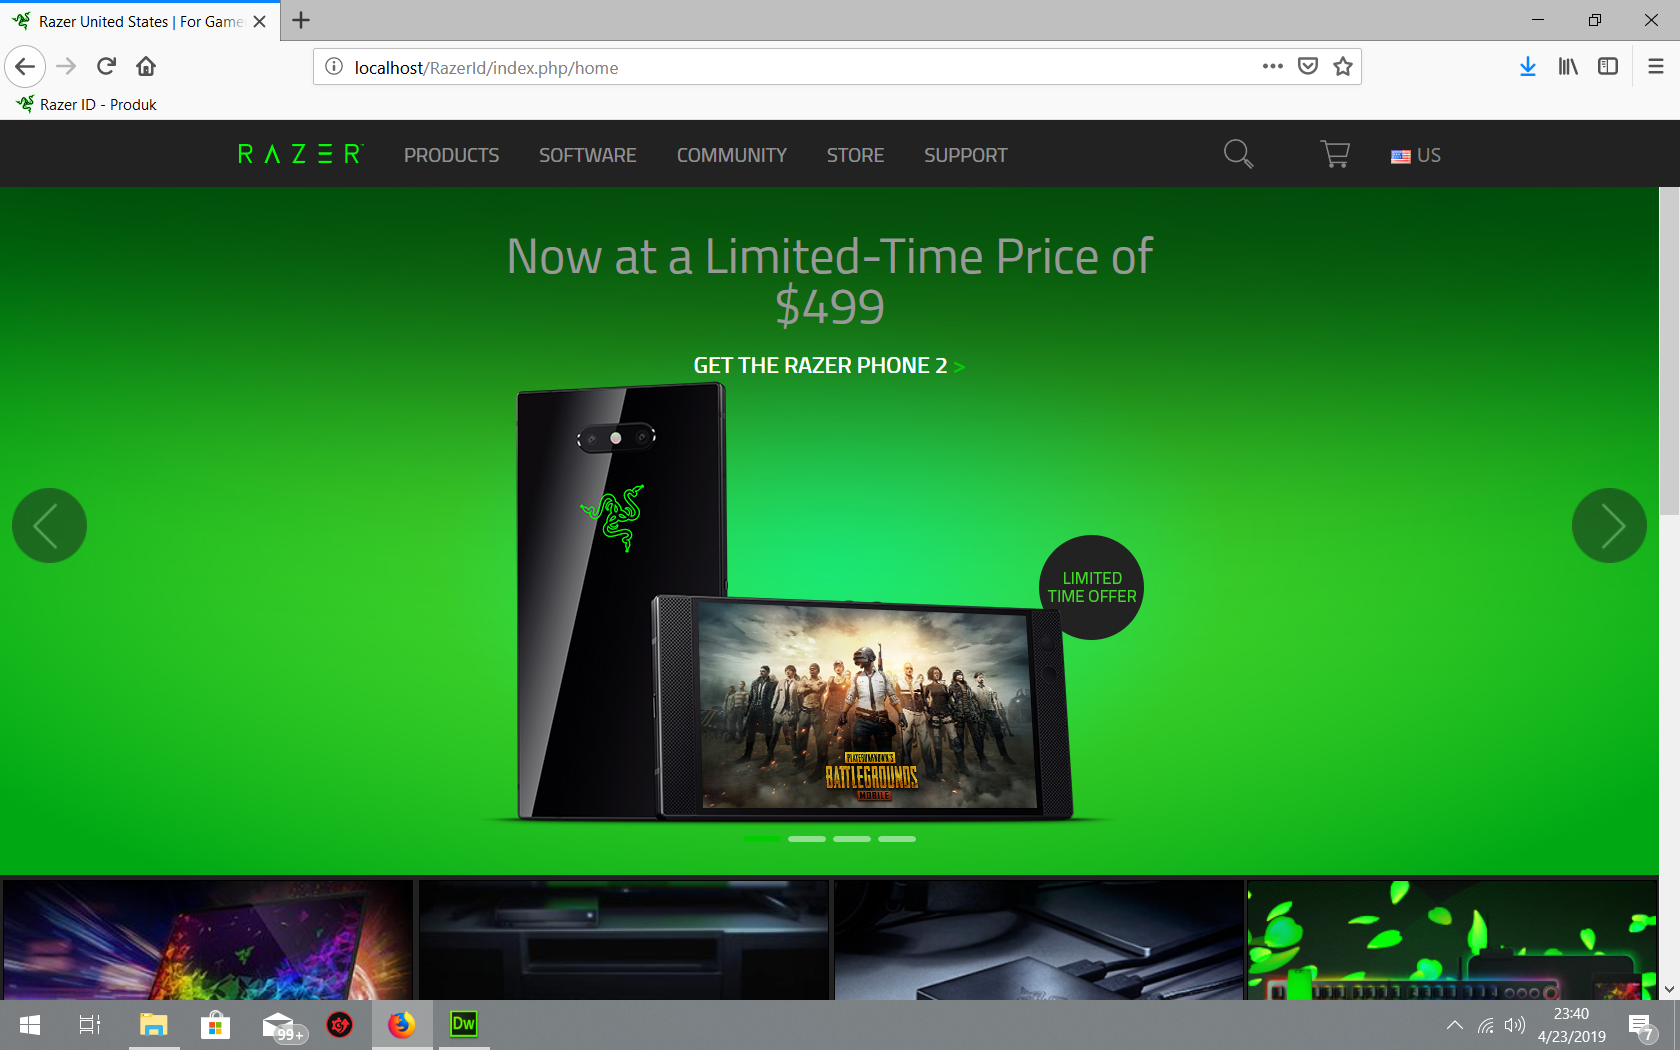 Razer United States | For Game
localhost/RazerId/index.php/home
Razer ID - Produk
RAZER PRODUCTS SOFTWARE COMMUNITY STORE SUPPORT US
Now at a Limited-Time Price of
$499
GET THE RAZER PHONE 2 >
LIMITED
TIME OFFER
PLAYERUNKNOWN'S
BATTLEGROUNDS
MOBILE
99+
Dw
23:40
4/23/2019
7